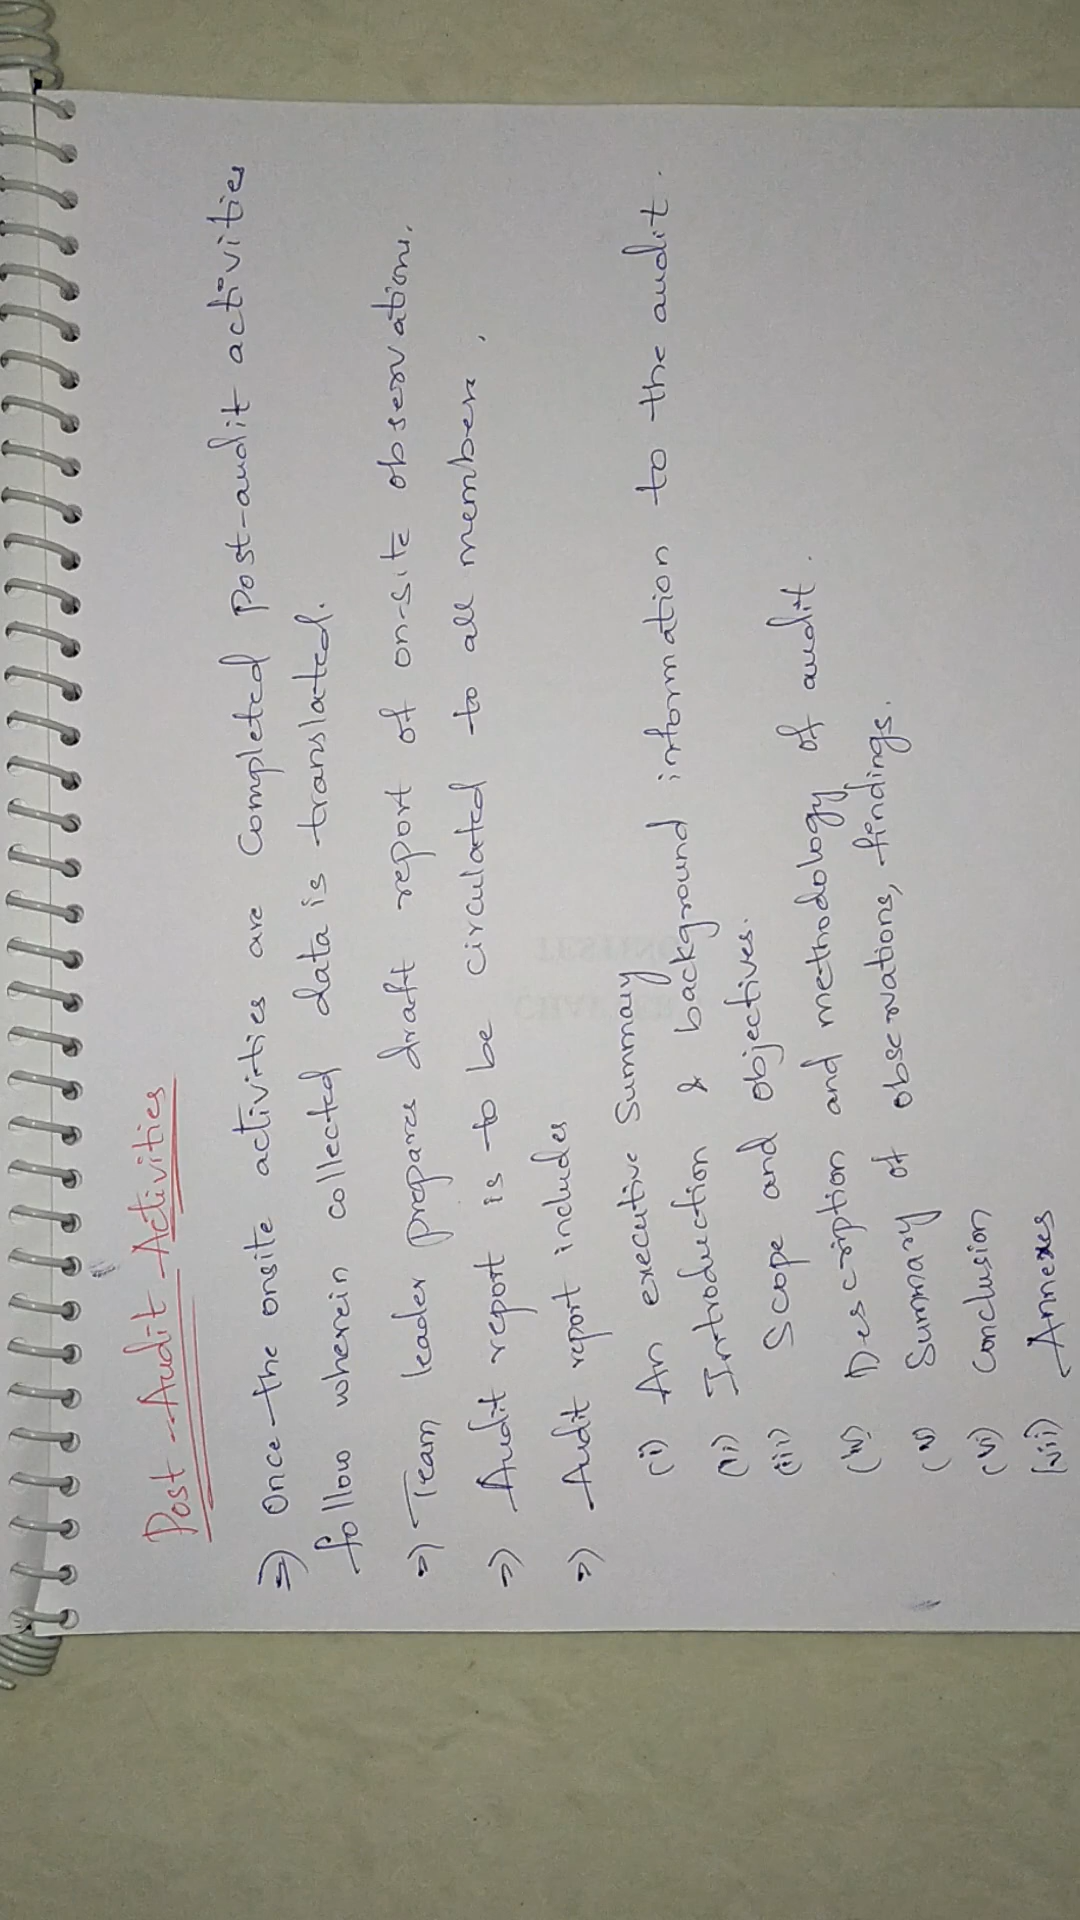 Post-Audit Activities
=) Once the onsite activities are completed post-audit activities
follow wherein collected data is translated.
=) Team leader prepares draft report of on-site observations.
=) Audit report is to be circulated to all members.
=) Audit report includes
(i) An executive Summary
(ii) Introduction & background information to the audit.
(iii) Scope and objectives.
(iv) Description and methodology of audit.
(v) Summary of observations, findings.
(vi) Conclusion
(vii) Annexes
TESTING